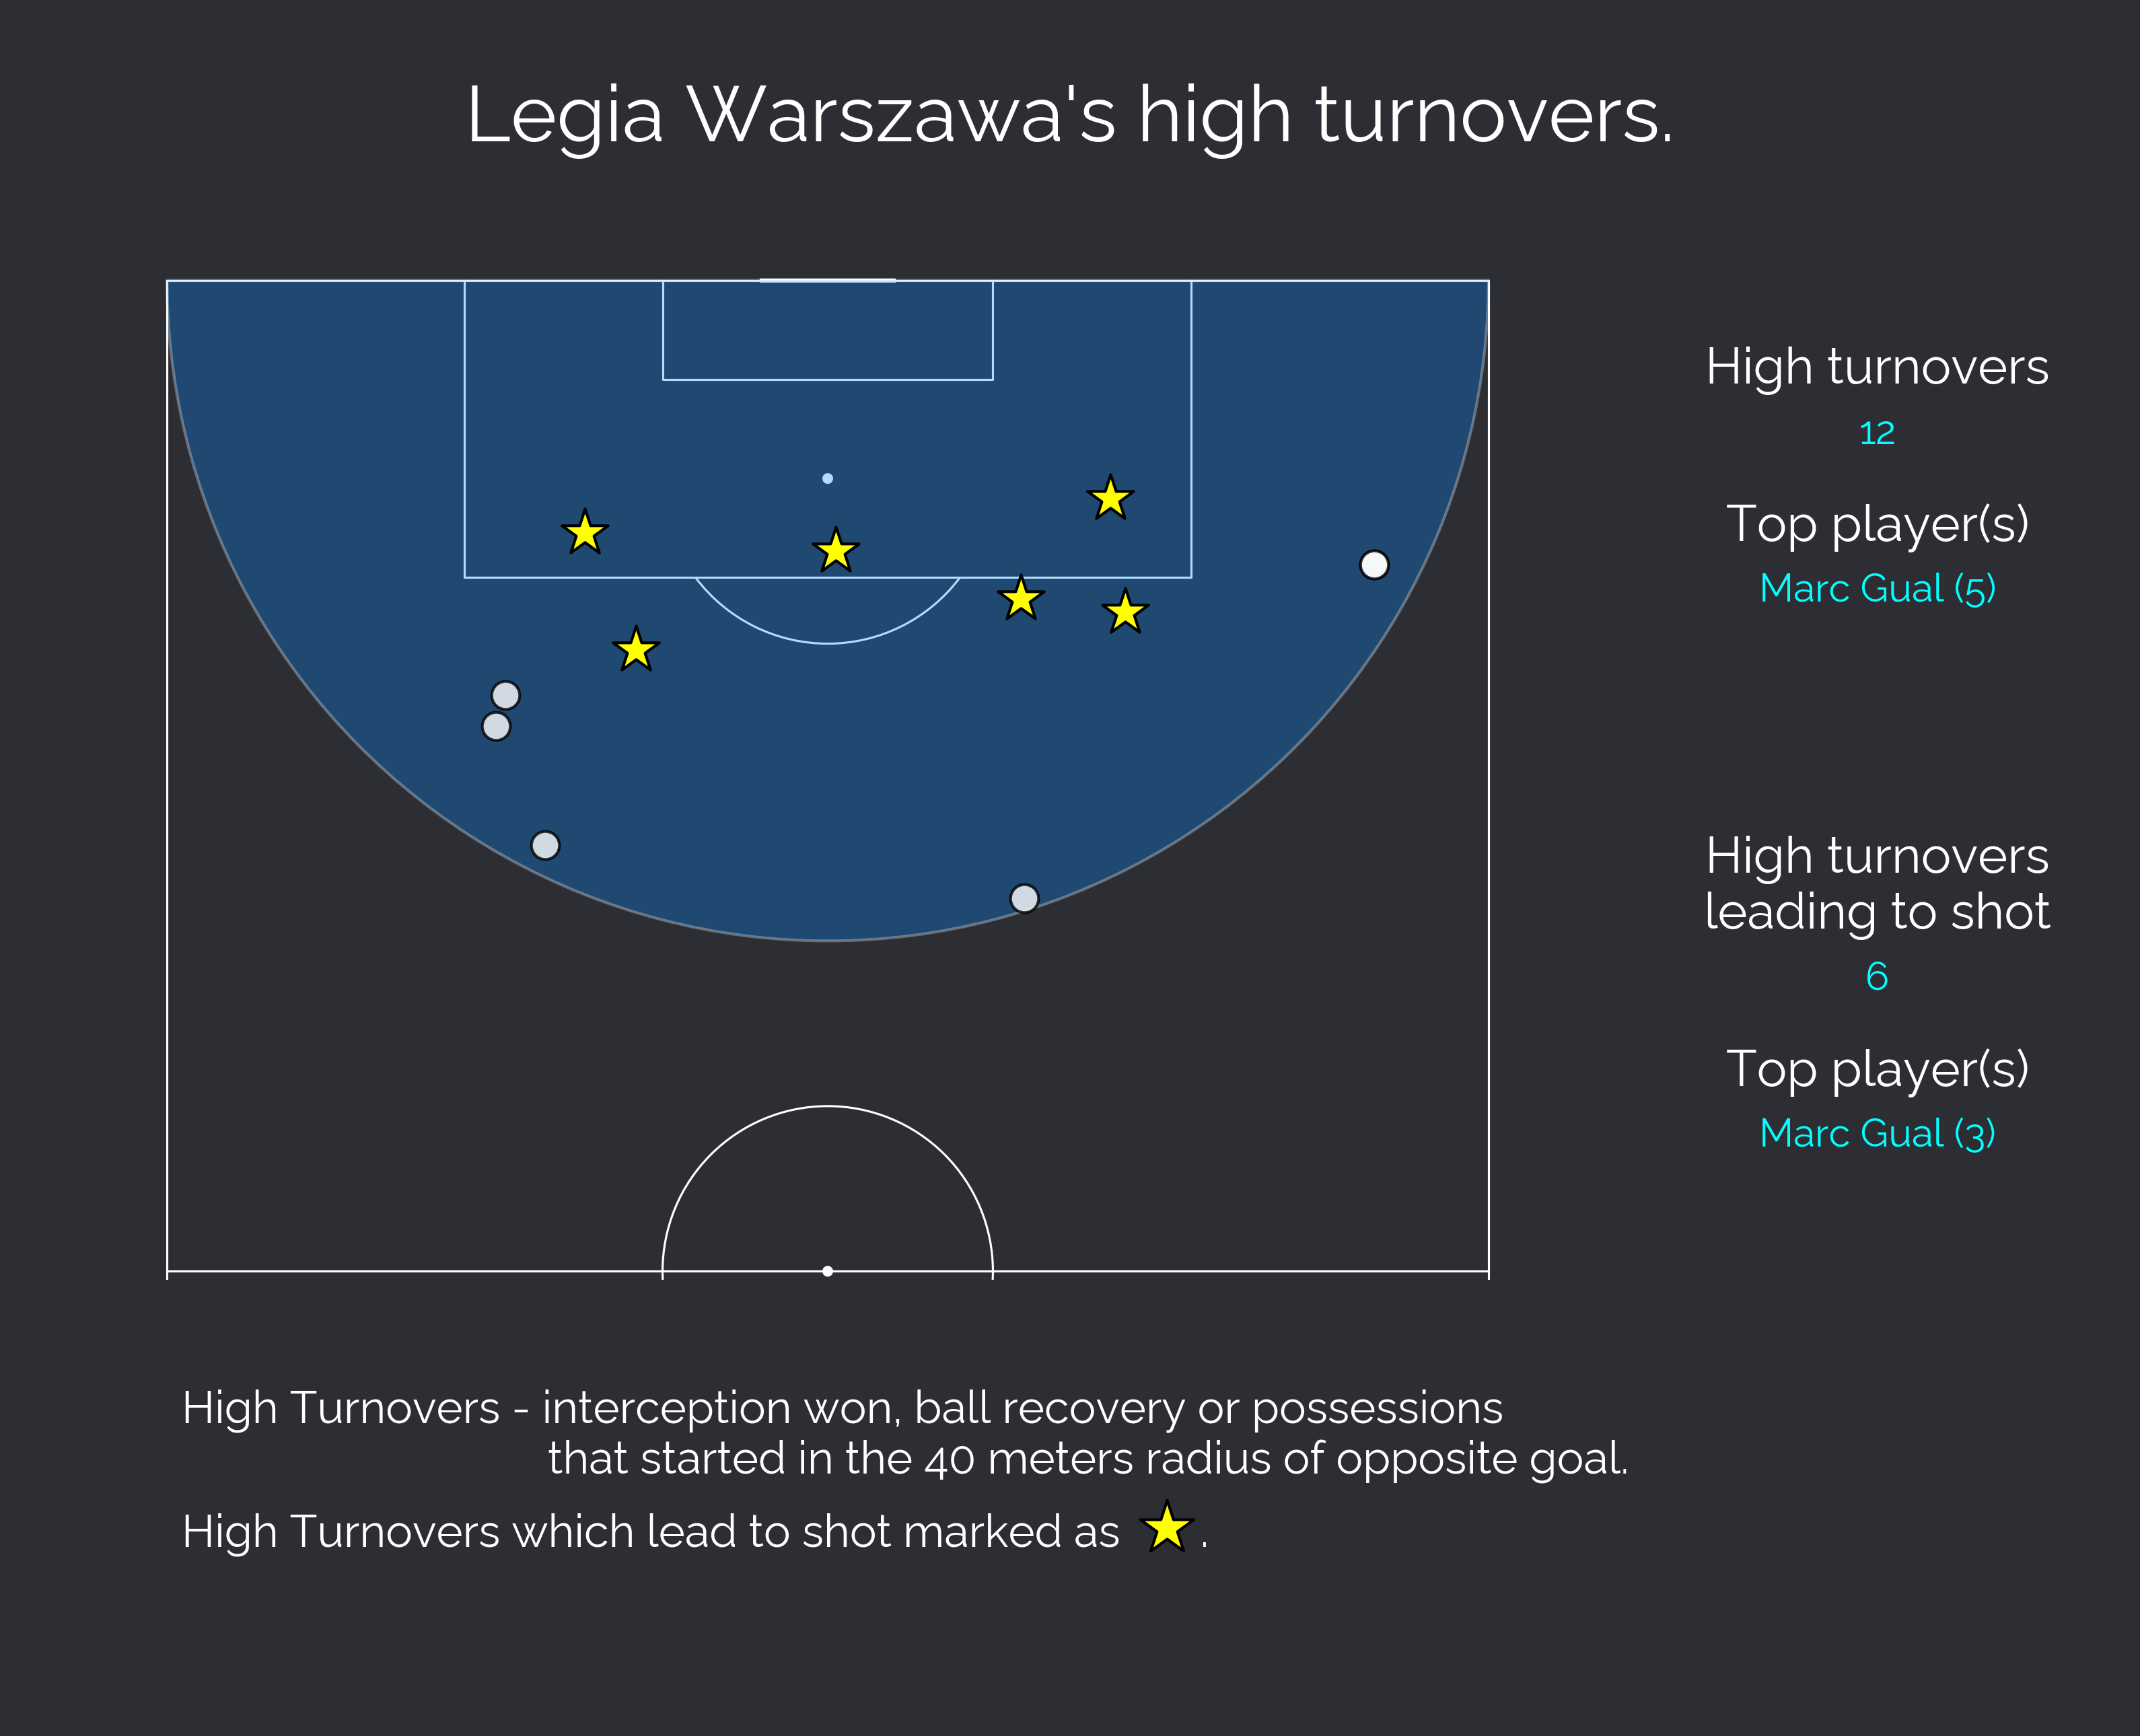 Legia Warszawa's high turnovers.
High turnovers
12
Top player(s)
Marc Gual (5)
High turnovers
leading to shot
6
Top player(s)
Marc Gual (3)
High Turnovers - interception won, ball recovery or possessions
that started in the 40 meters radius of opposite goal.
High Turnovers which lead to shot marked as .